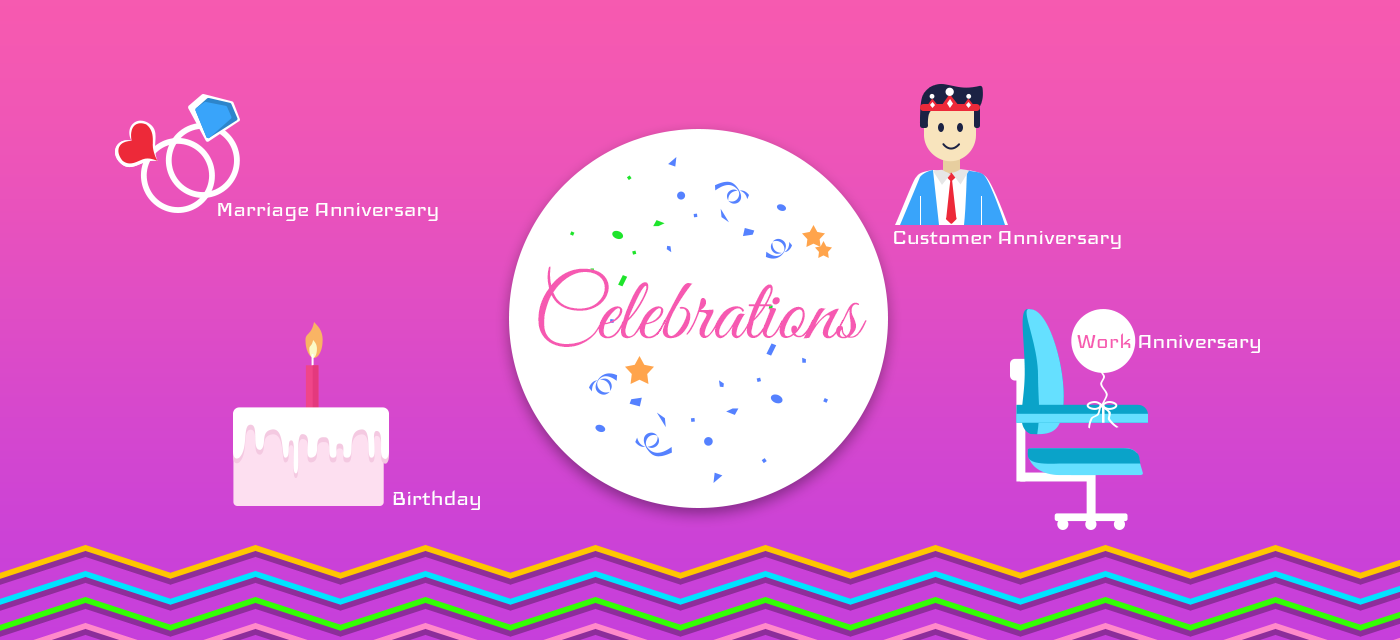 Marriage Anniversary
Customer Anniversary
Celebrations
Work Anniversary
Birthday